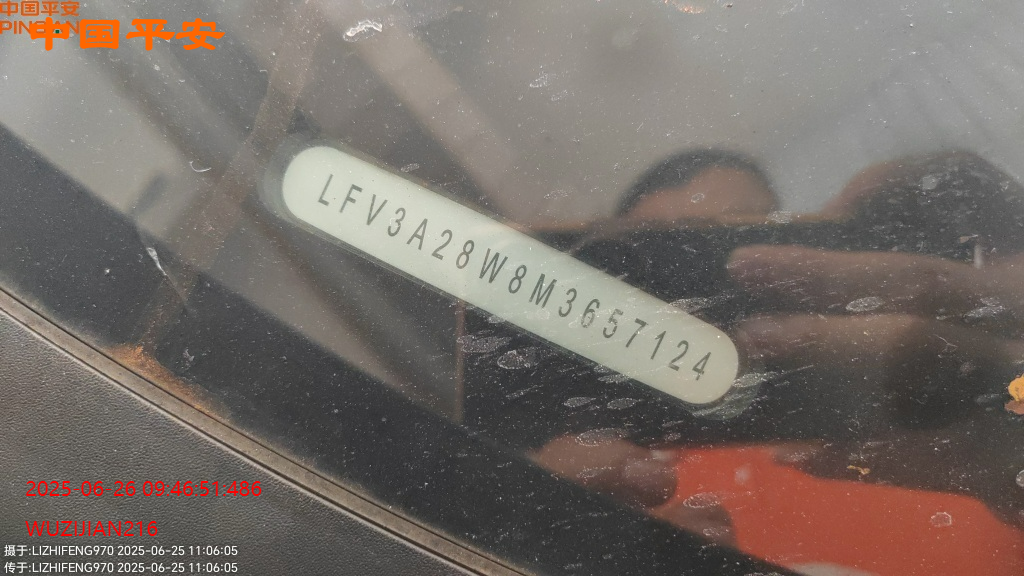 中国平安
PINGAN
中国平安
LFV3A28W8M3657124
2025-06-26 09:46:51:486
WUZIJIAN216
摄于:LIZHIFENG970 2025-06-25 11:06:05
传于:LIZHIFENG970 2025-06-25 11:06:05